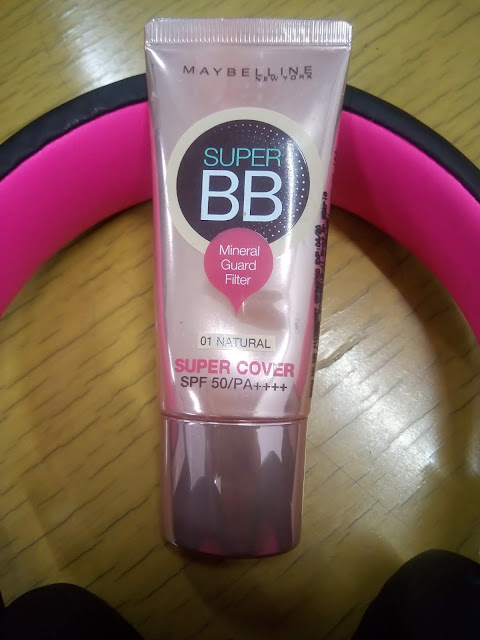 MAYBELLINE
NEW YORK
SUPER
BB
Mineral
Guard
Filter
01 NATURAL
SUPER COVER
SPF 50/PA++++